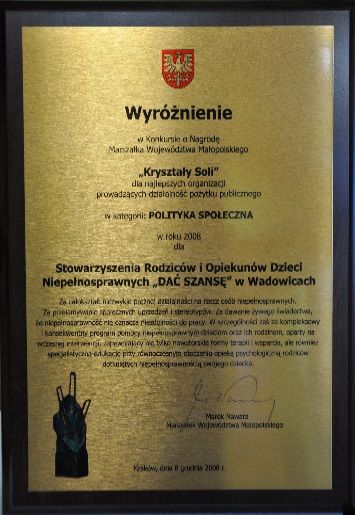 Wyróżnienie
w Konkursie o Nagrodę
Marszałka Województwa Małopolskiego
„Kryształy Soli”
dla najlepszych organizacji
prowadzących działalność pożytku publicznego
w kategorii: POLITYKA SPOŁECZNA
w roku 2008
dla
Stowarzyszenia Rodziców i Opiekunów Dzieci
Niepełnosprawnych „DAĆ SZANSĘ” w Wadowicach
Za całokształt niezwykle prężnej działalności na rzecz osób niepełnosprawnych.
Za przełamywanie społecznych uprzedzeń i stereotypów. Za dawanie żywego świadectwa,
że niepełnosprawność nie oznacza niezdolności do pracy. W szczególności zaś za kompleksowy
i konsekwentny program pomocy niepełnosprawnym dzieciom oraz ich rodzinom, oparty na
wczesnej interwencji, zapewniający nie tylko nowatorskie formy terapii i wsparcia, ale również
specjalistyczną edukację przy równoczesnym otoczeniu opieką psychologiczną rodziców
dotkniętych niepełnosprawnością swojego dziecka.
Marek Nawara
Marszałek Województwa Małopolskiego
Kraków, dnia 8 grudnia 2008 r.